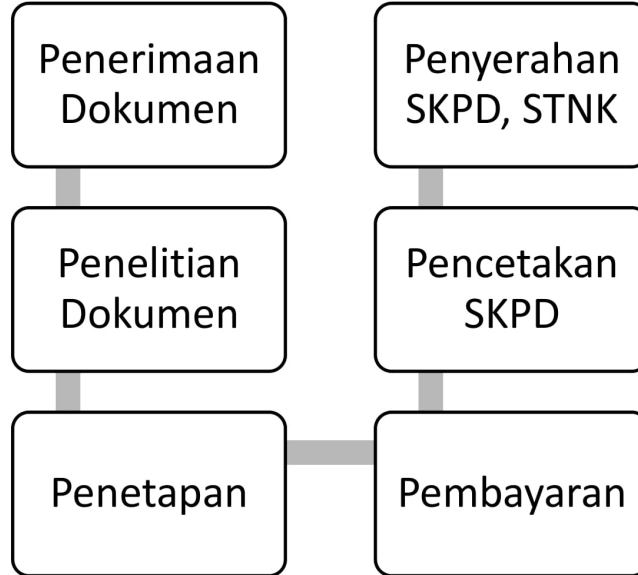 Penerimaan
Dokumen
Penelitian
Dokumen
Penetapan
Pembayaran
Pencetakan
SKPD
Penyerahan
SKPD, STNK